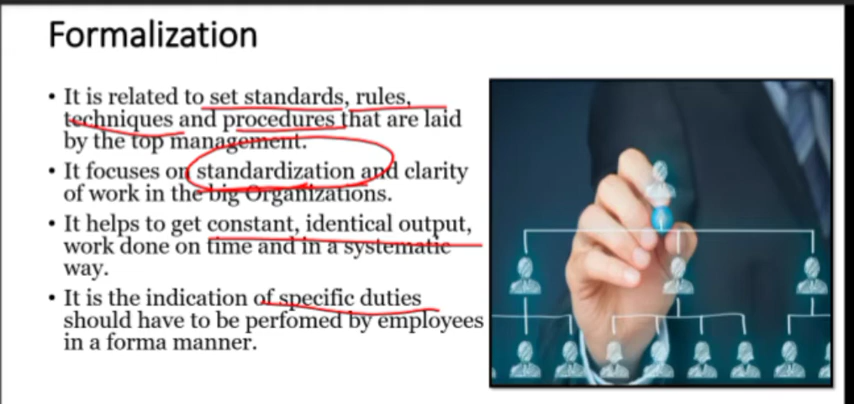 Formalization
• It is related to set standards, rules,
techniques and procedures that are laid
by the top management.
• It focuses on standardization and clarity
of work in the big Organizations.
• It helps to get constant, identical output,
work done on time and in a systematic
way.
• It is the indication of specific duties
should have to be perfomed by employees
in a forma manner.